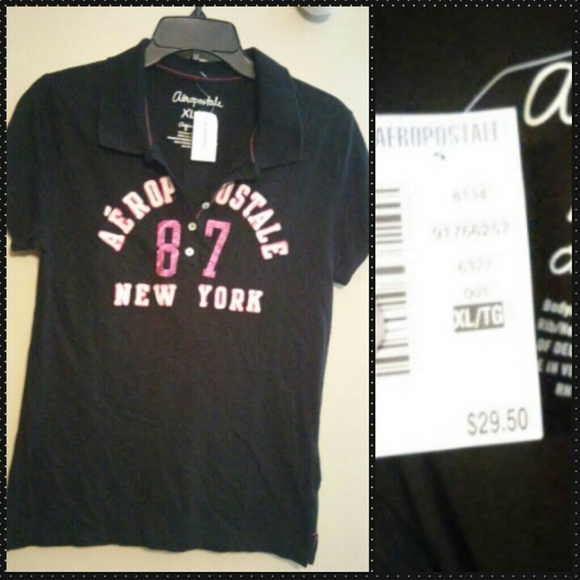 Aéropostale
XL
AÉROPOSTALE
87
NEW YORK
AÉROPOSTALE
8134
91766257
001
XL/TG
$29.50
a